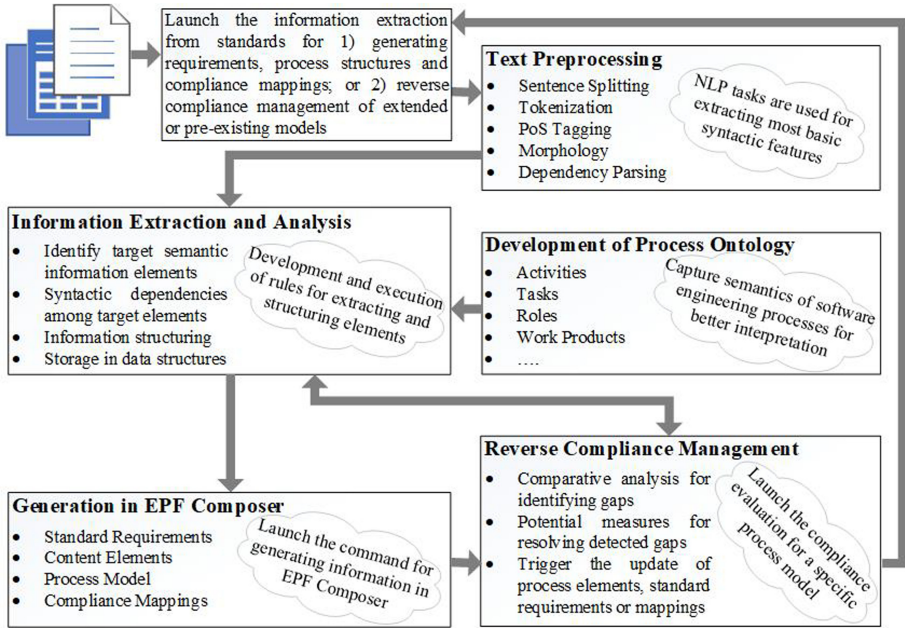 Launch the information extraction
from standards for 1) generating
requirements, process structures and
compliance mappings; or 2) reverse
compliance management of extended
or pre-existing models
Text Preprocessing
• Sentence Splitting
• Tokenization
• PoS Tagging
• Morphology
• Dependency Parsing
NLP tasks are used for
extracting most basic
syntactic features
Information Extraction and Analysis
• Identify target semantic
information elements
• Syntactic dependencies
among target elements
• Information structuring
• Storage in data structures
Development and execution
of rules for extracting and
structuring elements
Development of Process Ontology
• Activities
• Tasks
• Roles
• Work Products
• ....
Capture semantics of software
engineering processes for
better interpretation
Generation in EPF Composer
• Standard Requirements
• Content Elements
• Process Model
• Compliance Mappings
Launch the command for
generating information in
EPF Composer
Reverse Compliance Management
• Comparative analysis for
identifying gaps
• Potential measures for
resolving detected gaps
• Trigger the update of
process elements, standard
requirements or mappings
Launch the compliance
evaluation for a specific
process model